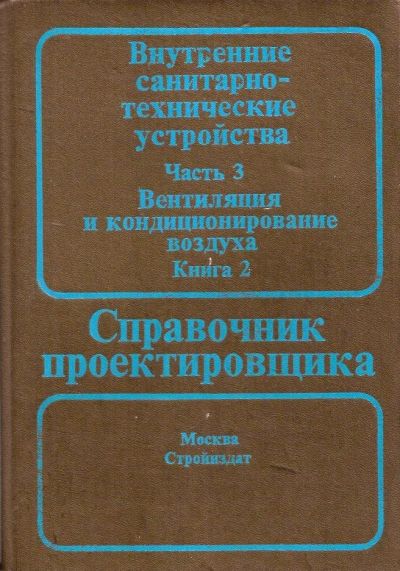 Внутренние
санитарно-
технические
устройства
Часть 3
Вентиляция
и кондиционирование
воздуха
Книга 2
Справочник
проектировщика
Москва
Стройиздат